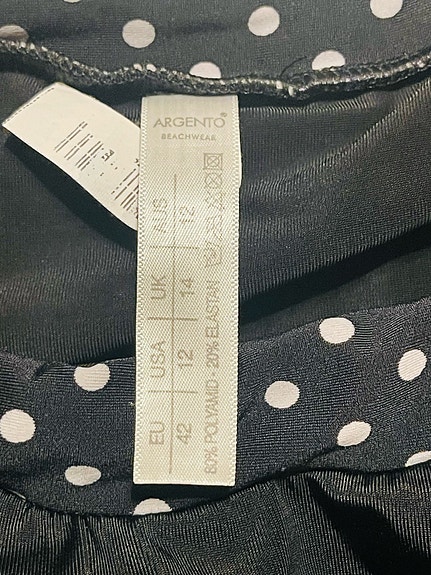 ARGENTO®
BEACHWEAR
EU | USA | UK | AUS
42 | 12 | 14 | 12
80% POLYAMID - 20% ELASTAN